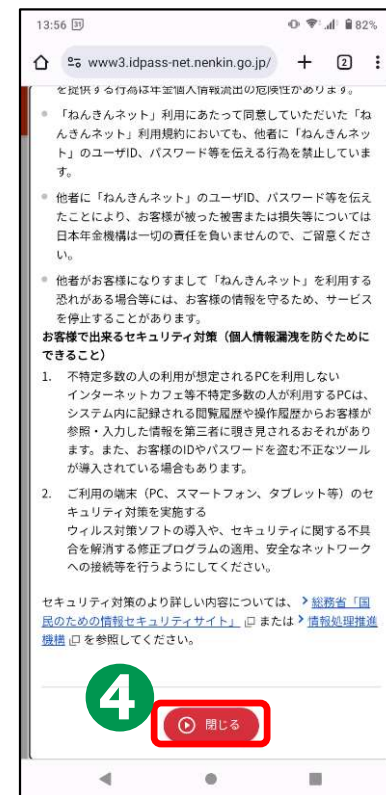 13:56 31 82%
www3.idpass-net.nenkin.go.jp/ 2
を提供する行為は年金個人情報流出の危険性があります。
「ねんきんネット」利用にあたって同意していただいた「ね
んきんネット」利用規約においても、他者に「ねんきんネッ
ト」のユーザID、パスワード等を伝える行為を禁止していま
す。
他者に「ねんきんネット」のユーザID、パスワード等を伝え
たことにより、お客様が被った被害または損失等については
日本年金機構は一切の責任を負いませんので、ご留意くださ
い。
他者がお客様になりすまして「ねんきんネット」を利用する
恐れがある場合等には、お客様の情報を守るため、サービス
を停止することがあります。
お客様で出来るセキュリティ対策（個人情報漏洩を防ぐために
できること）
1. 不特定多数の人の利用が想定されるPCを利用しない
インターネットカフェ等不特定多数の人が利用するPCは、
システム内に記録される閲覧履歴や操作履歴からお客様が
参照・入力した情報を第三者に覗き見されるおそれがあり
ます。また、お客様のIDやパスワードを盗む不正なツール
が導入されている場合もあります。
2. ご利用の端末（PC、スマートフォン、タブレット等）のセ
キュリティ対策を実施する
ウィルス対策ソフトの導入や、セキュリティに関する不具
合を解消する修正プログラムの適用、安全なネットワーク
への接続等を行うようにしてください。
セキュリティ対策のより詳しい内容については、総務省「国
民のための情報セキュリティサイト」 または 情報処理推進
機構 を参照してください。
4
閉じる